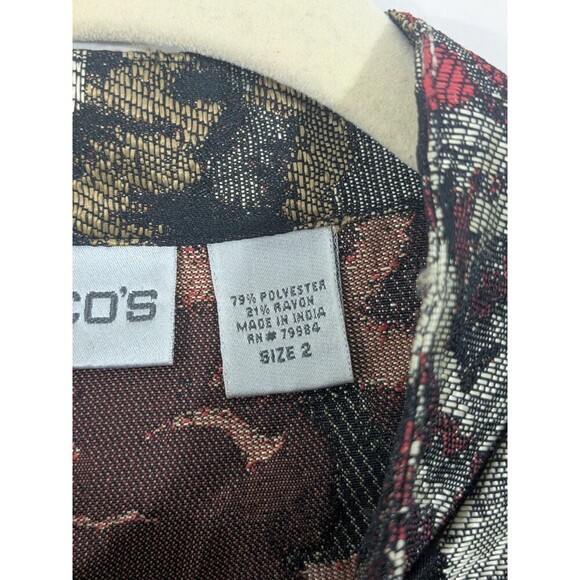 CO'S
79% POLYESTER
21% RAYON
MADE IN INDIA
RN# 79984
SIZE 2